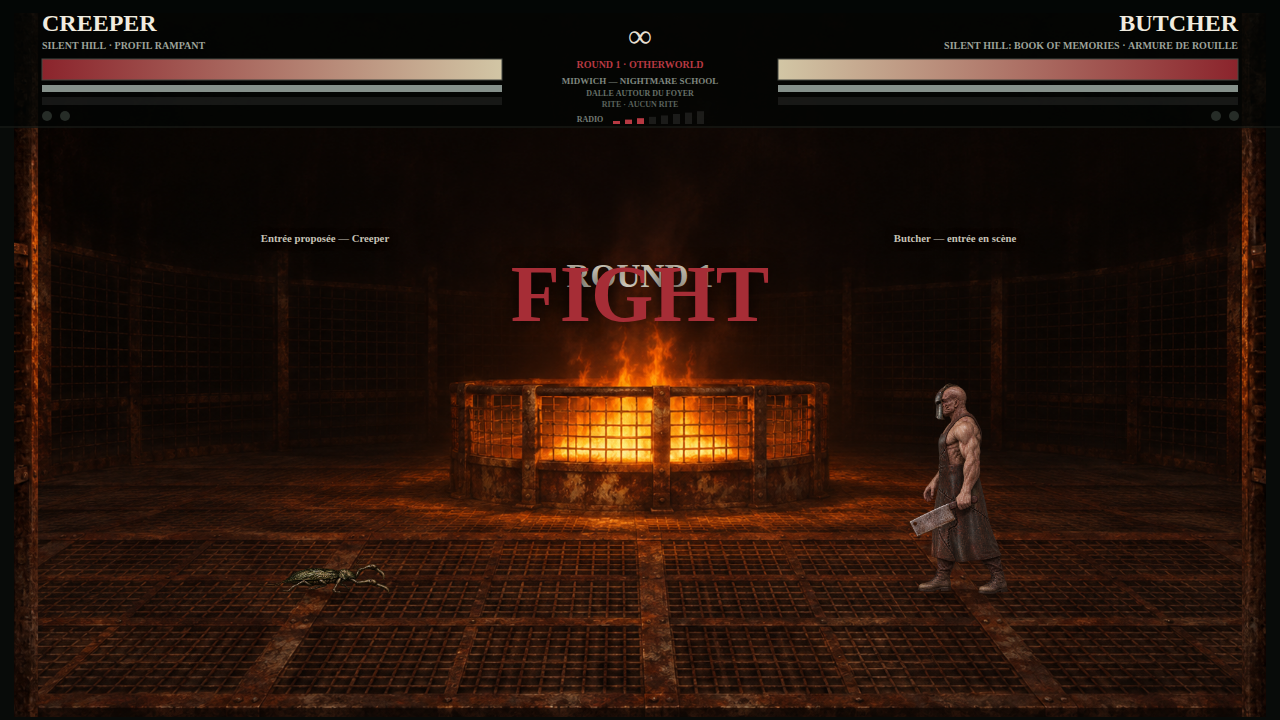 CREEPER
SILENT HILL · PROFIL RAMPANT
∞
ROUND 1 · OTHERWORLD
MIDWICH — NIGHTMARE SCHOOL
DALLE AUTOUR DU FOYER
RITE · AUCUN RITE
RADIO
BUTCHER
SILENT HILL: BOOK OF MEMORIES · ARMURE DE ROUILLE
Entrée proposée — Creeper
Butcher — entrée en scène
ROUND 1
FIGHT